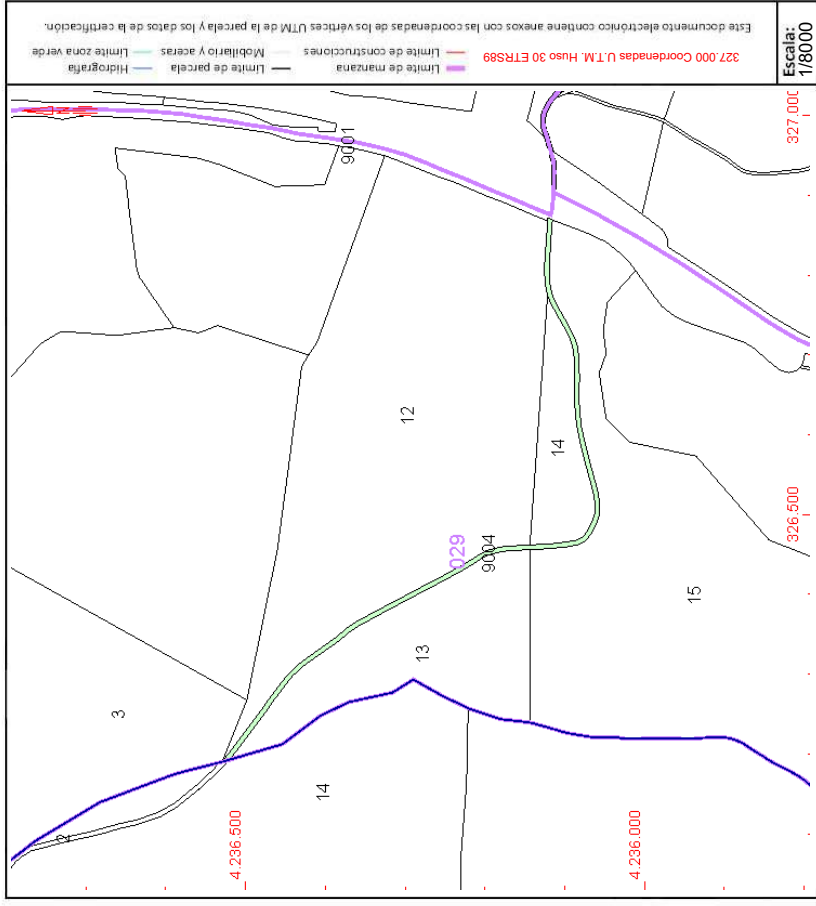 Este documento electrónico contiene anexos con las coordenadas de los vértices UTM de la parcela y los datos de la certificación.
327.000 Coordenadas U.T.M. Huso 30 ETRS89
Límite de manzana
Límite de parcela
Límite de construcciones
Mobiliario y aceras
Límite zona verde
Hidrografía
Escala:
1/8000
9001
327.000
12
14
029
9004
326.500
15
13
3
14
2
4.236.500
4.236.000